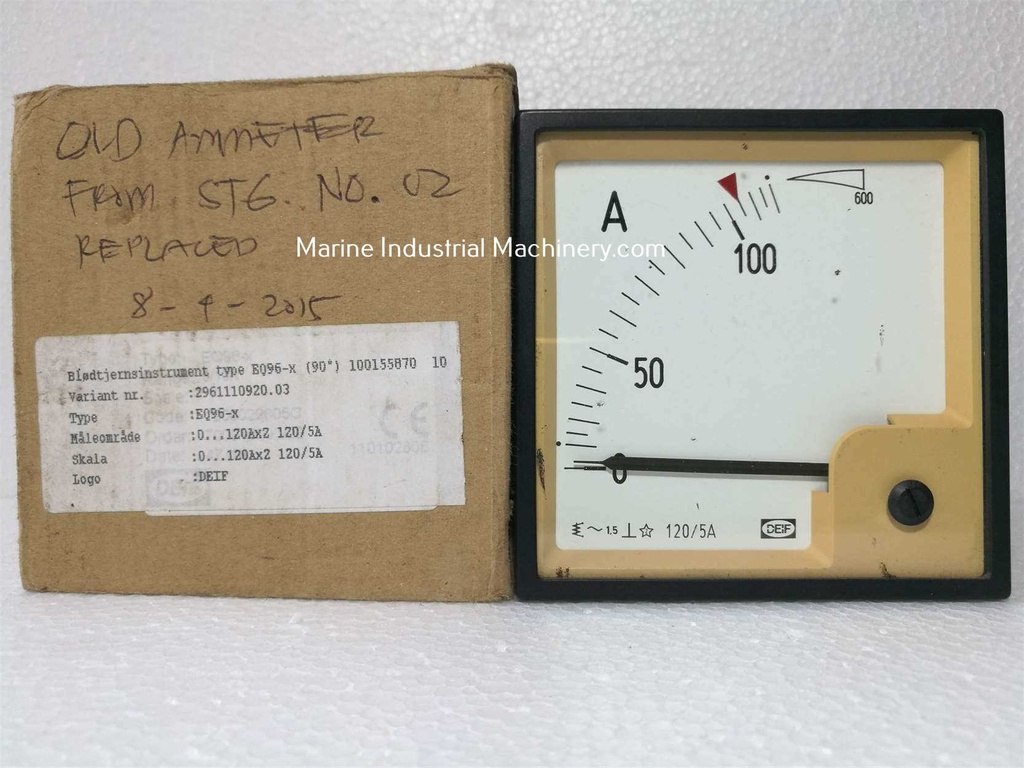 OLD AMMETER
FROM STG. NO. 02
REPLACED
8-9-2015
Marine Industrial Machinery.com
Blødtjernsinstrument type EQ96-x (90°) 100155870 10
Variant nr. :2961110920.03
Type :EQ96-x
Måleområde :0...120Ax2 120/5A
Skala :0...120Ax2 120/5A
Logo .:DEIF
A
600
100
50
0
~ 1.5 120/5A DEIF